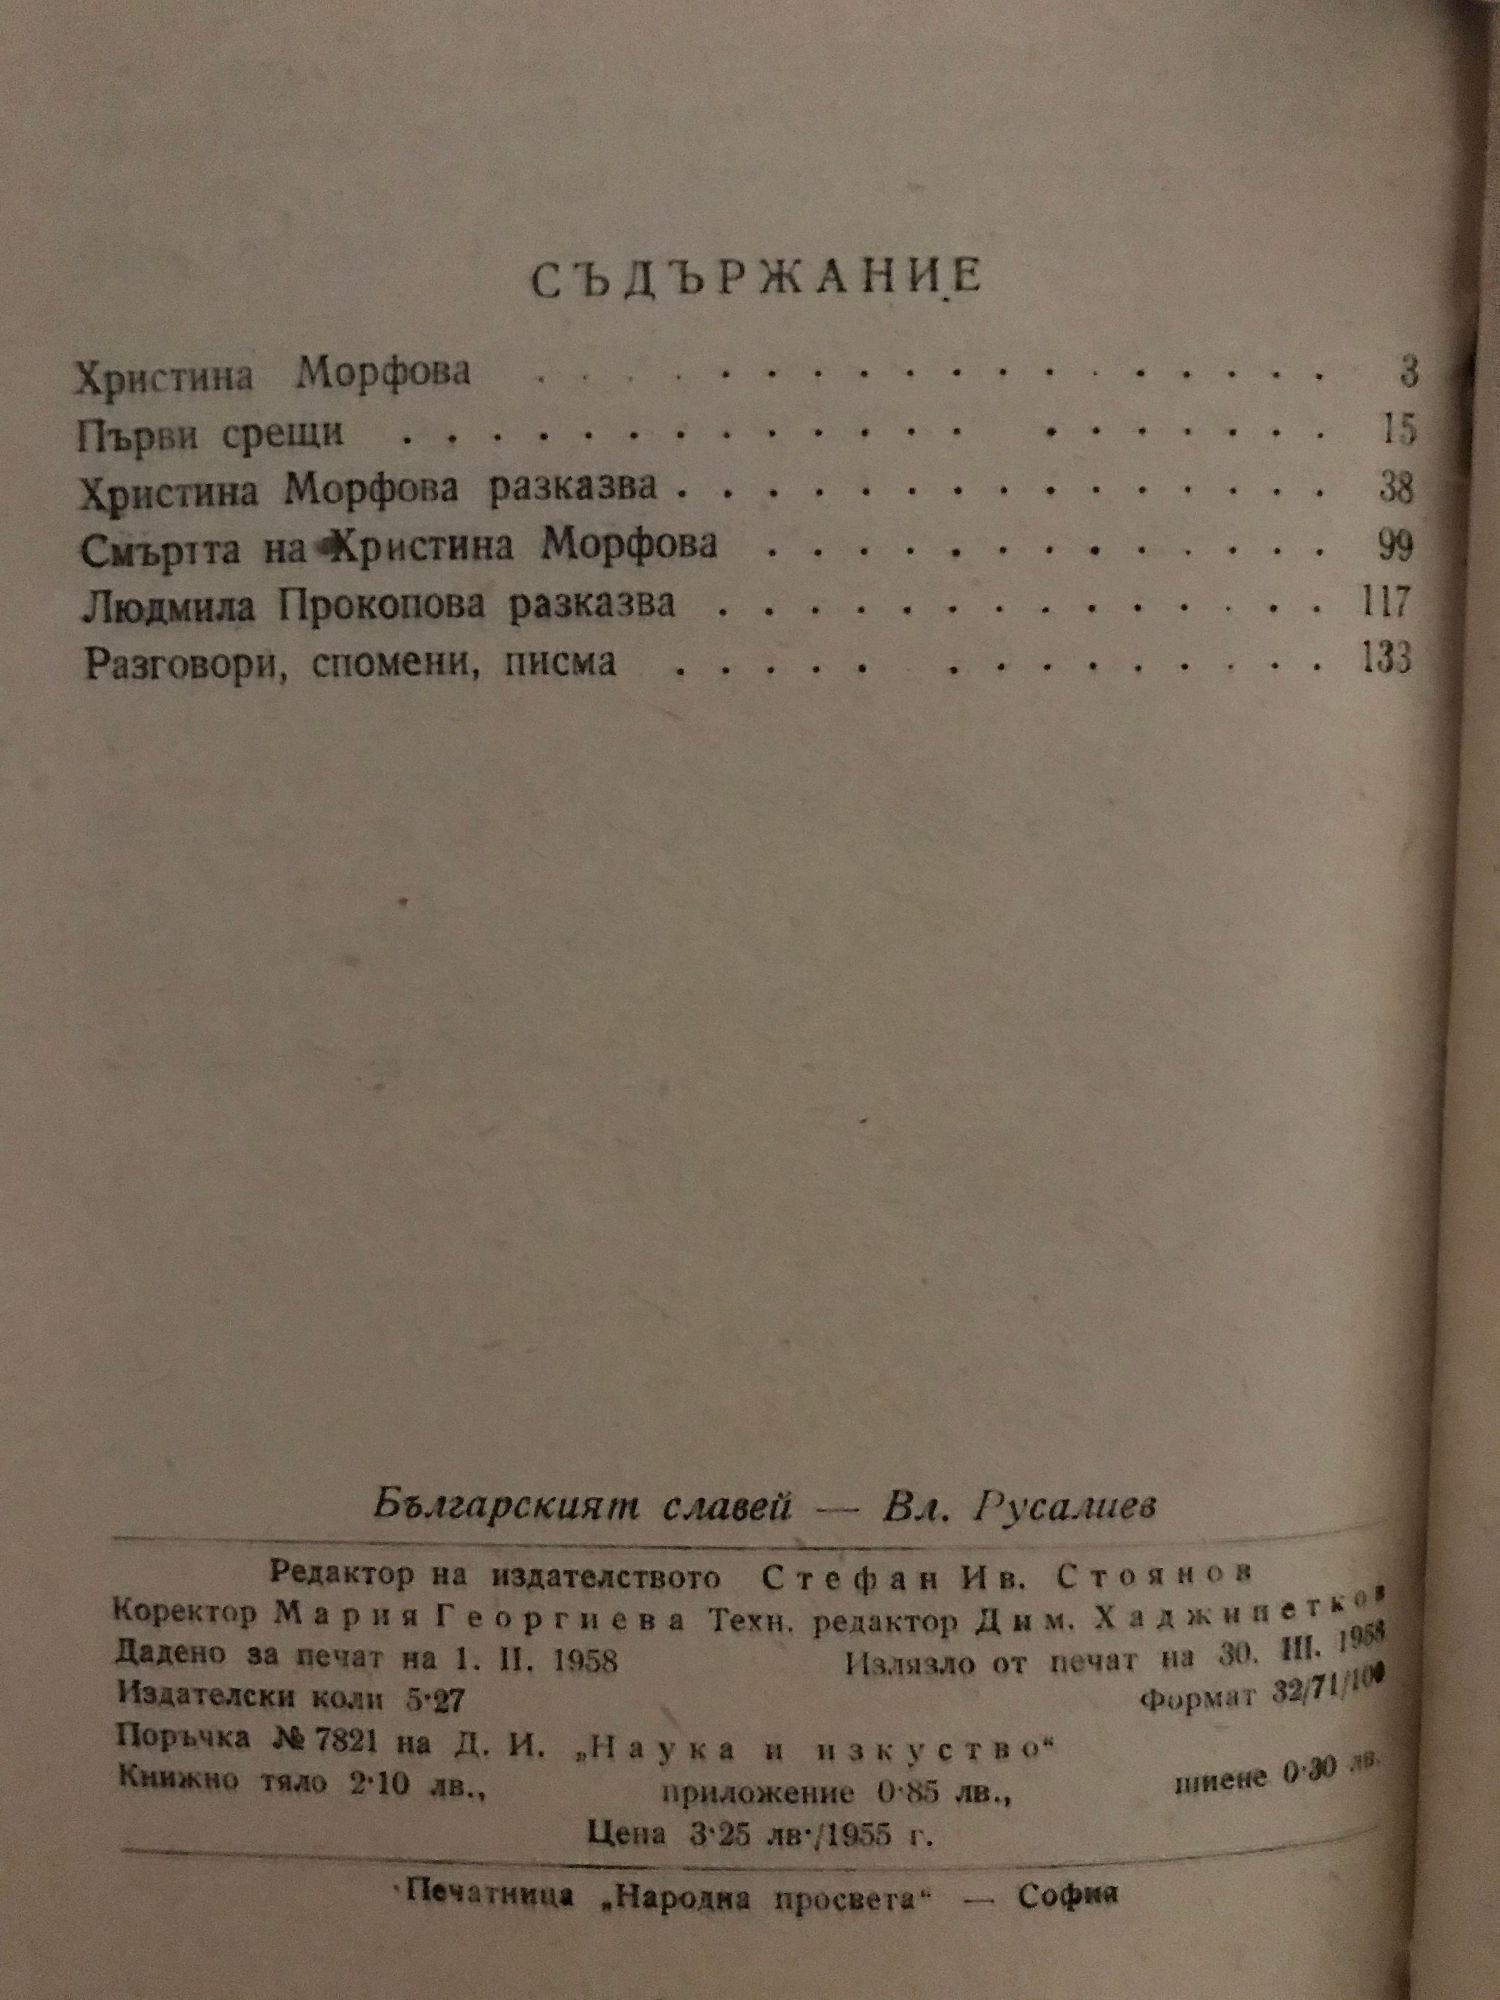 СЪДЪРЖАНИЕ
Христина Морфова . . . . . . . . . . . . . . . . . . 3
Първи срещи . . . . . . . . . . . . . . . . . . . . 15
Христина Морфова разказва . . . . . . . . . . . . . . . 38
Смъртта на Христина Морфова . . . . . . . . . . . . . 99
Людмила Прокопова разказва . . . . . . . . . . . . . . 117
Разговори, спомени, писма . . . . . . . . . . . . . . 133
Българският славей — Вл. Русалиев
Редактор на издателството Стефан Ив. Стоянов
Коректор Мария Георгиева Техн. редактор Дим. Хаджипетков
Дадено за печат на 1. II. 1958 Излязло от печат на 30. III. 1958
Издателски коли 5·27 Формат 32/71/100
Поръчка № 7821 на Д. И. „Наука и изкуство“
Книжно тяло 2·10 лв., приложение 0·85 лв., шиене 0·30 лв.
Цена 3·25 лв·/1955 г.
Печатница „Народна просвета“ — София